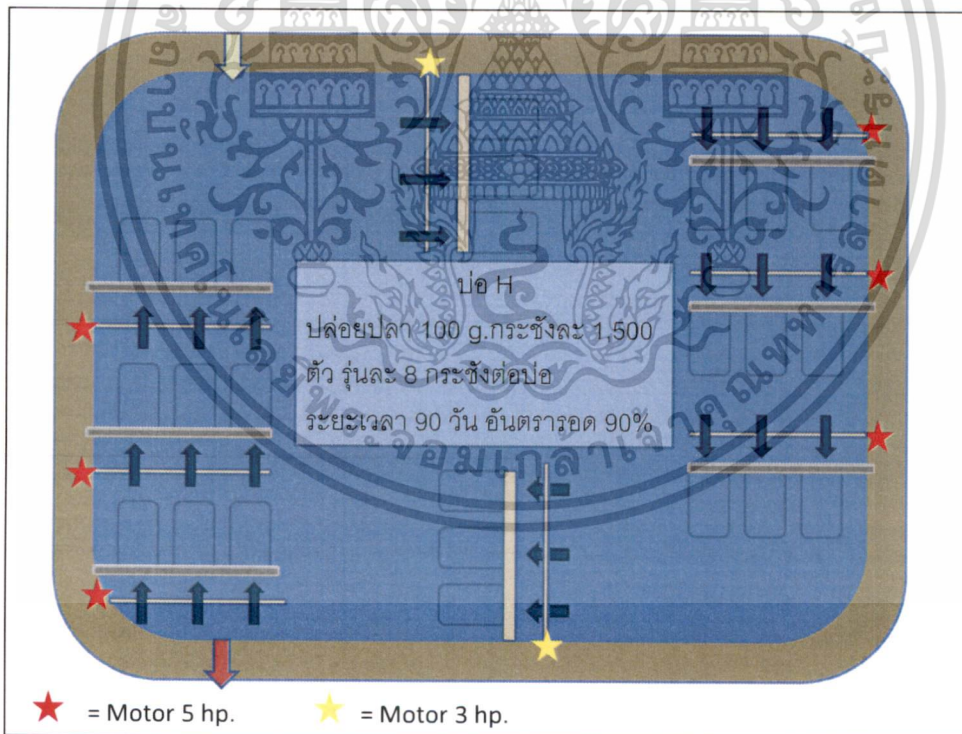 บ่อ H
ปล่อยปลา 100 g.กระชังละ 1,500
ตัว รุ่นละ 8 กระชังต่อบ่อ
ระยะเวลา 90 วัน อันตรารอด 90%
= Motor 5 hp.
= Motor 3 hp.